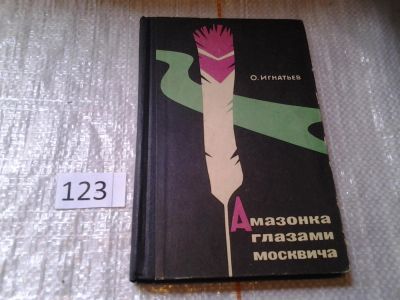 О. ИГНАТЬЕВ
Амазонка
глазами
москвича
123